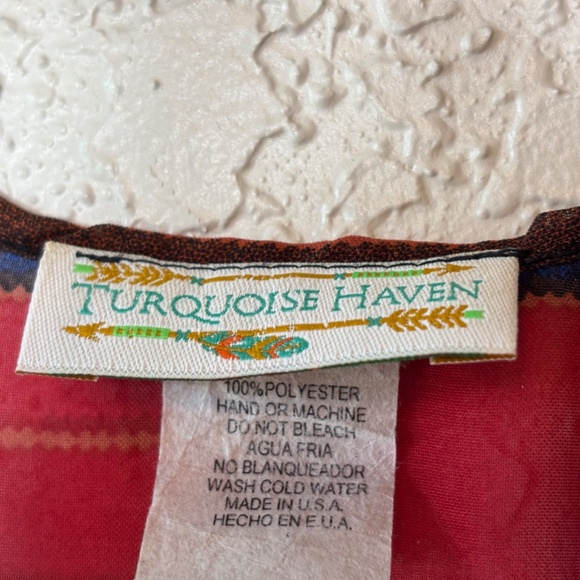 TURQUOISE HAVEN
100%POLYESTER
HAND OR MACHINE
DO NOT BLEACH
AGUA FRIA
NO BLANQUEADOR
WASH COLD WATER
MADE IN U.S.A.
HECHO EN E.U.A.